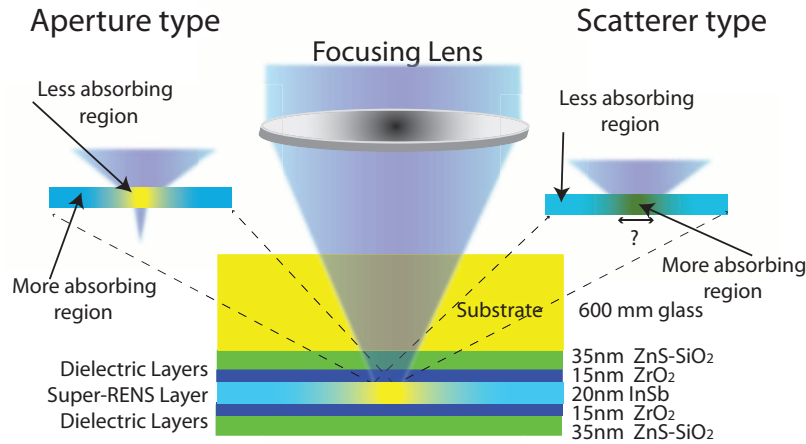 Aperture type
Scatterer type
Focusing Lens
Less absorbing
region
Less absorbing
region
?
More absorbing
region
More absorbing
region
Substrate
600 mm glass
Dielectric Layers
Super-RENS Layer
Dielectric Layers
35nm ZnS-SiO₂
15nm ZrO₂
20nm InSb
15nm ZrO₂
35nm ZnS-SiO₂